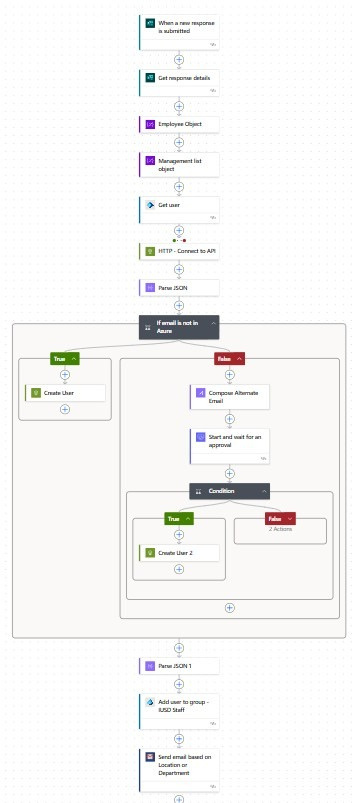 When a new response
is submitted
Get response details
Employee Object
Management list
object
Get user
HTTP - Connect to API
Parse JSON
If email is not in
Azure
True
False
Create User
Compose Alternate
Email
Start and wait for an
approval
Condition
True
False
2 Actions
Create User 2
Parse JSON 1
Add user to group -
IUSD Staff
Send email based on
Location or
Department